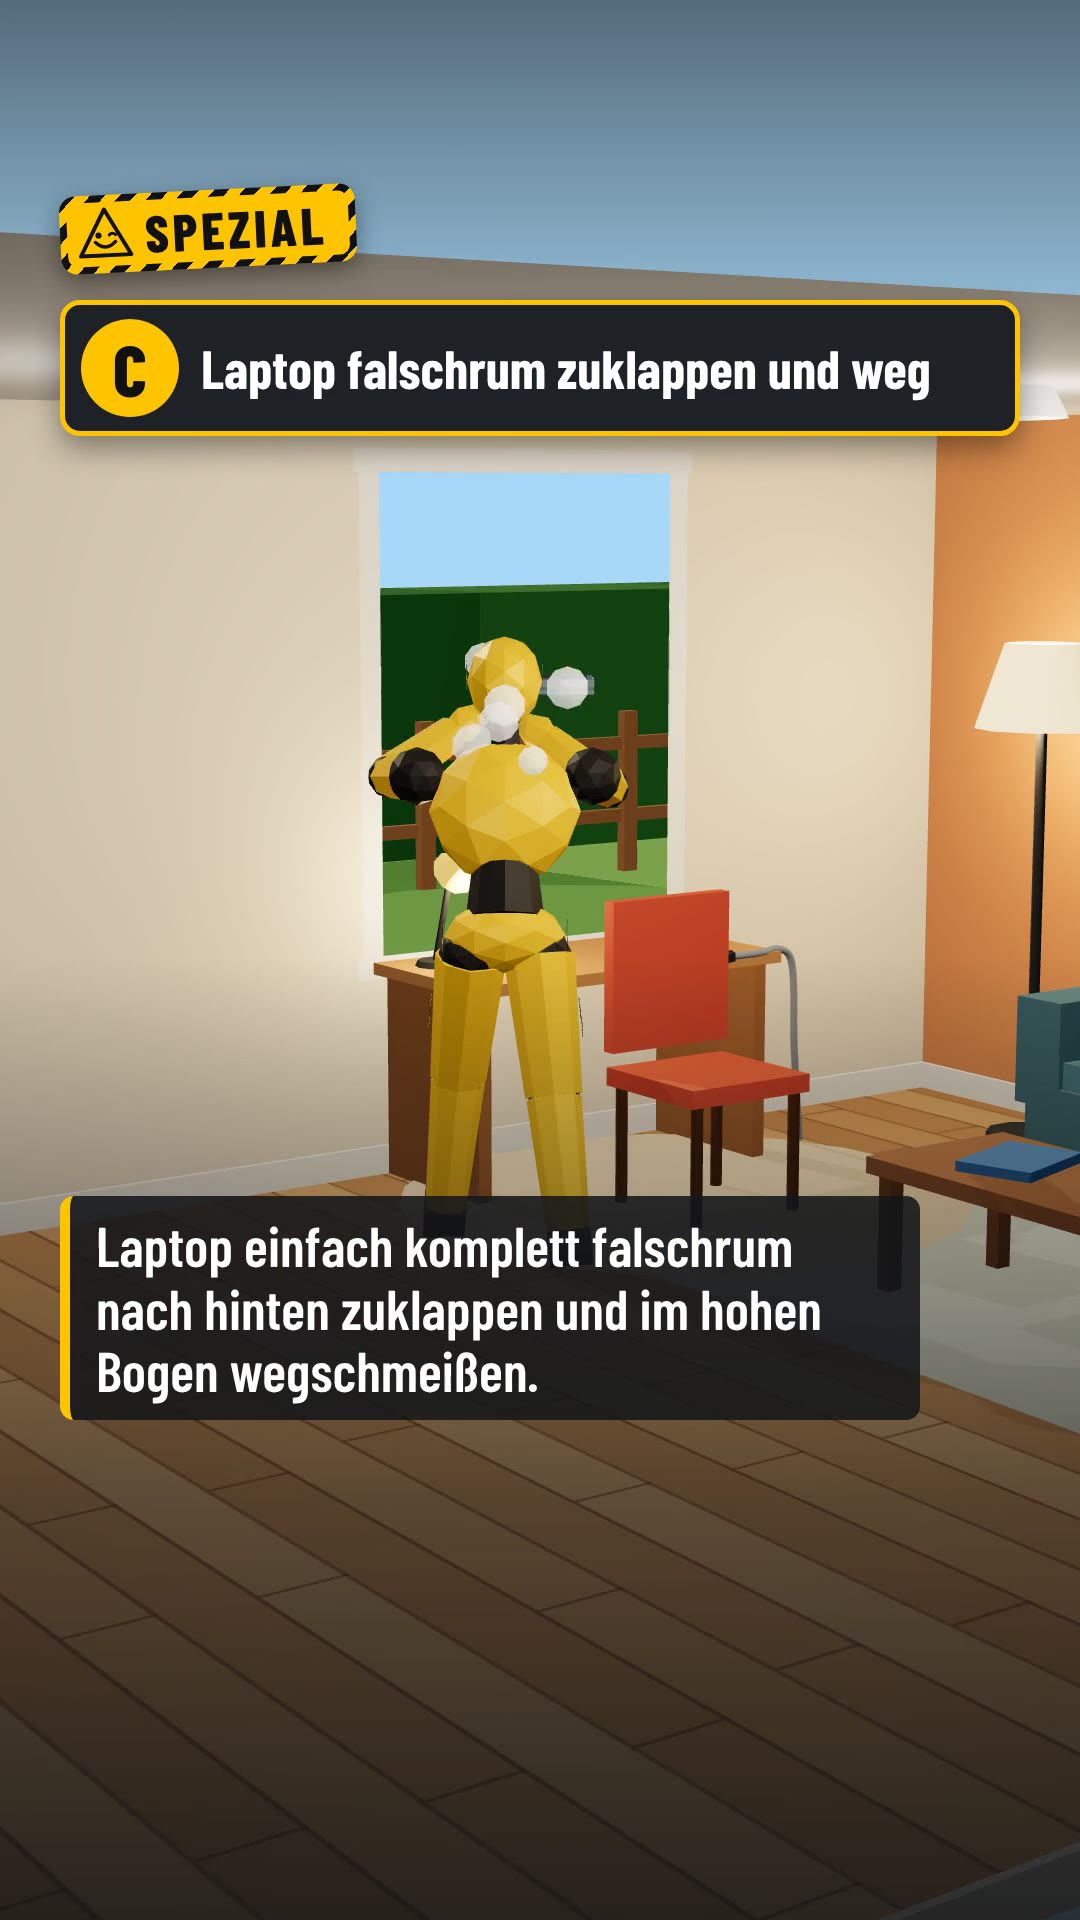 SPEZIAL
C Laptop falschrum zuklappen und weg
Laptop einfach komplett falschrum
nach hinten zuklappen und im hohen
Bogen wegschmeißen.